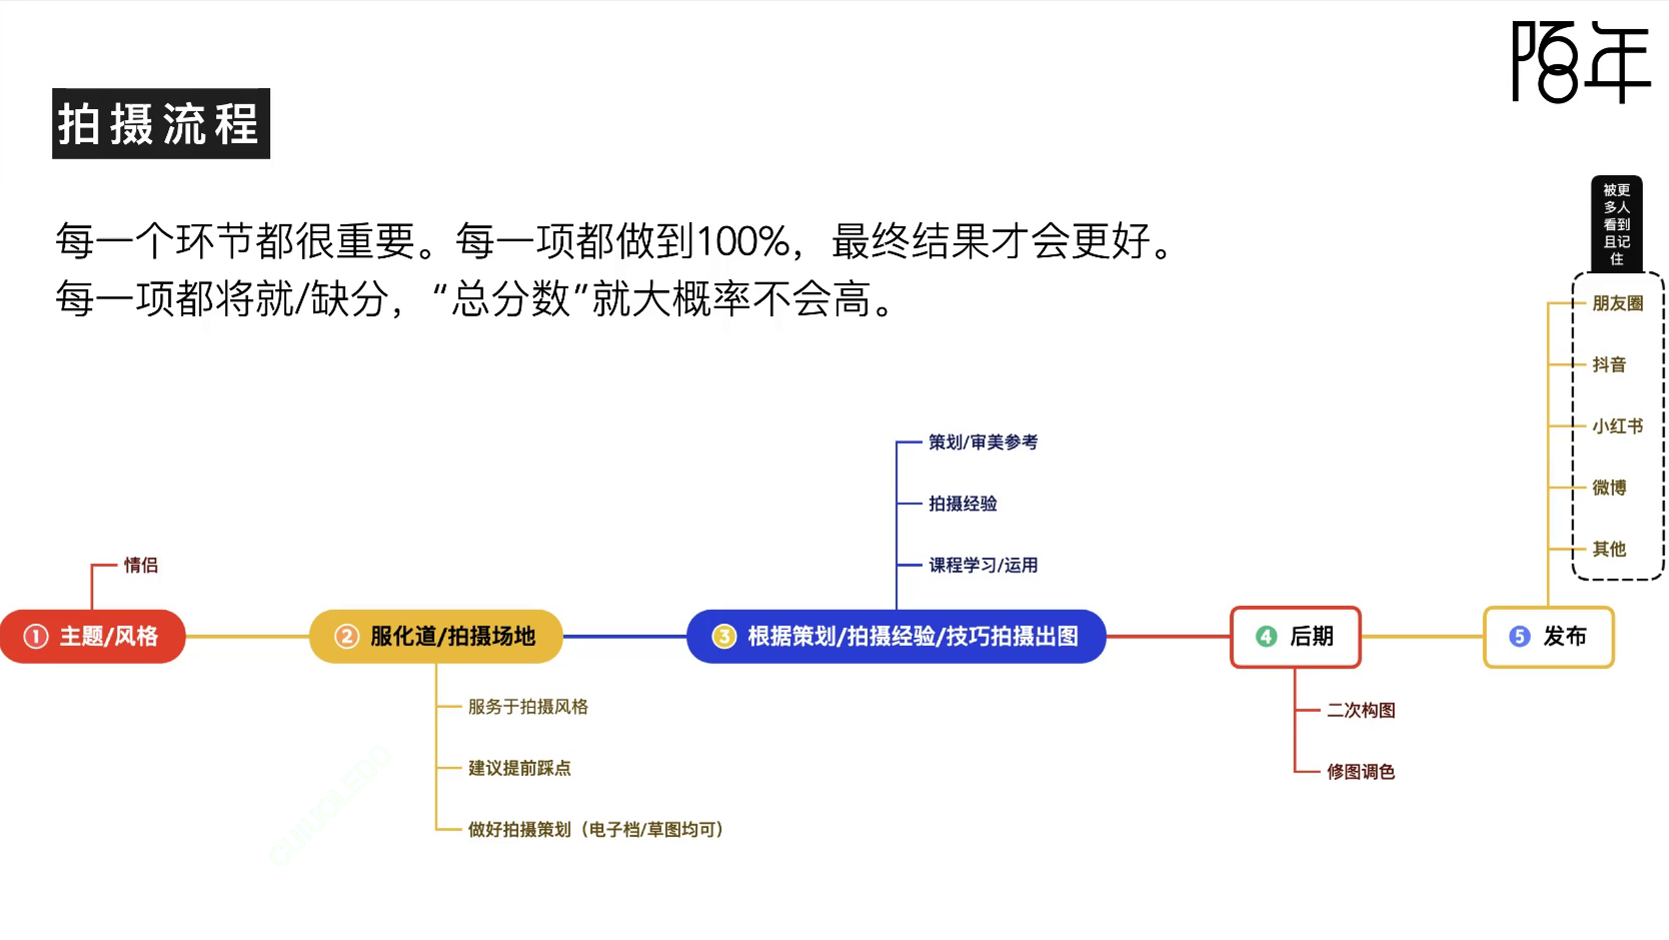 陌年
拍摄流程
每一个环节都很重要。每一项都做到100%，最终结果才会更好。
每一项都将就/缺分，“总分数”就大概率不会高。
被更
多人
看到
且记
住
朋友圈
抖音
小红书
微博
其他
策划/审美参考
拍摄经验
课程学习/运用
情侣
① 主题/风格
② 服化道/拍摄场地
③ 根据策划/拍摄经验/技巧拍摄出图
④ 后期
⑤ 发布
服务于拍摄风格
建议提前踩点
做好拍摄策划（电子档/草图均可）
二次构图
修图调色